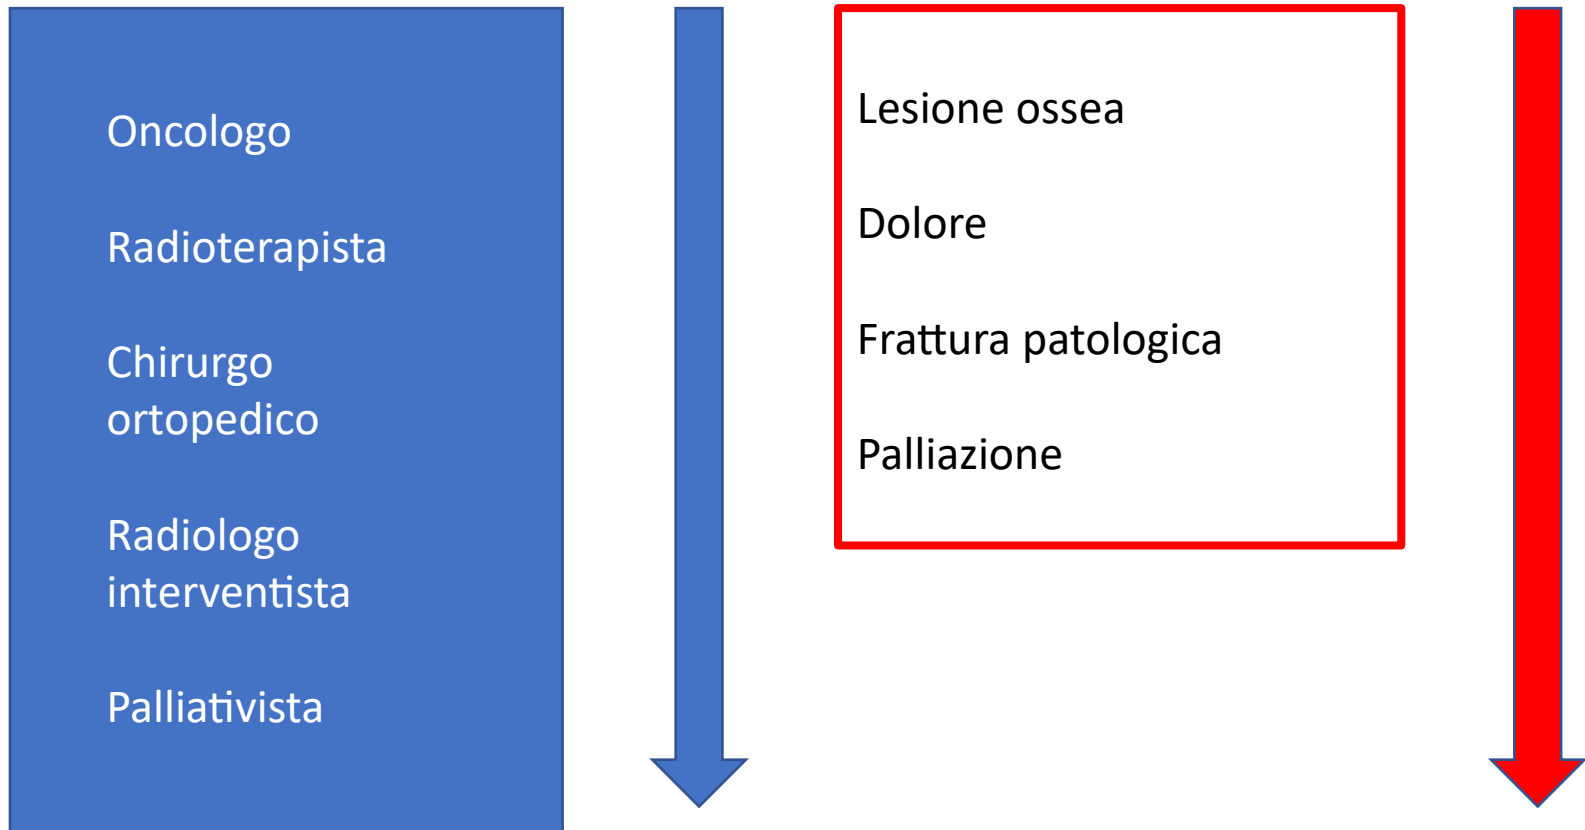 Oncologo
Radioterapista
Chirurgo
ortopedico
Radiologo
interventista
Palliativista
Lesione ossea
Dolore
Frattura patologica
Palliazione